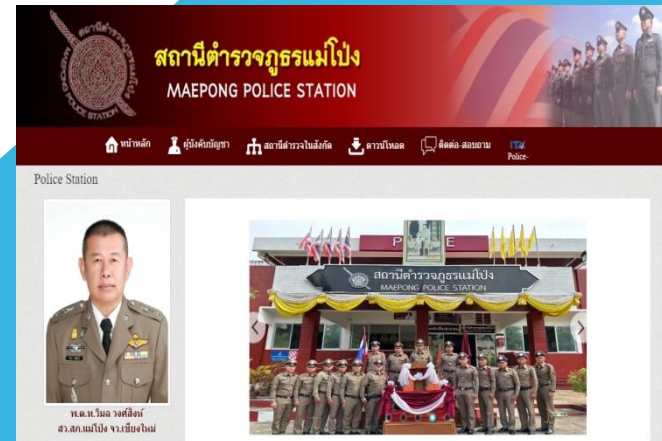 สถานีตำรวจภูธรแม่โป่ง
MAEPONG POLICE STATION
หน้าหลัก ผู้บังคับบัญชา สถานีตำรวจในสังกัด ดาวน์โหลด ติดต่อ-สอบถาม ITA
Police-
Police Station
สถานีตำรวจภูธรแม่โป่ง
MAEPONG POLICE STATION
พ.ต.ท.วิมล วงศ์สิงห์
สว.สภ.แม่โป่ง จว.เชียงใหม่